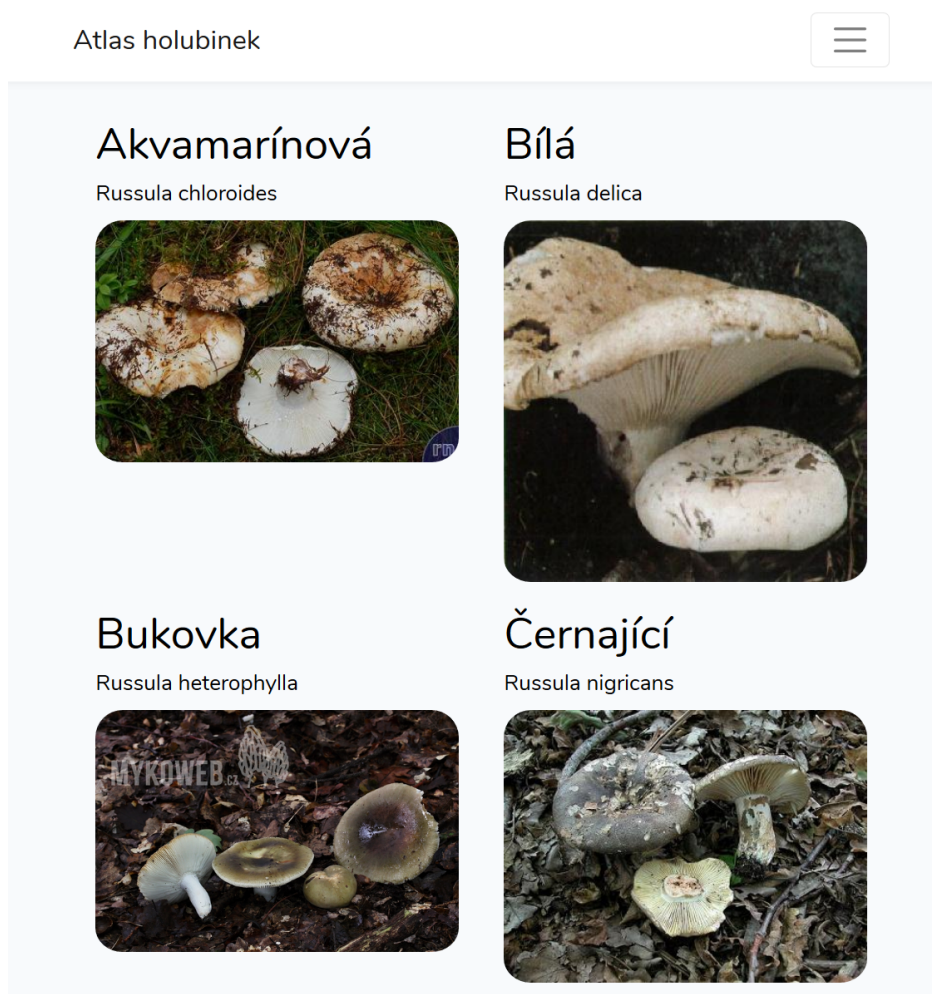 Atlas holubinek
Akvamarínová
Russula chloroides
Bílá
Russula delica
Bukovka
Russula heterophylla
MYKOWEB.cz
Černající
Russula nigricans